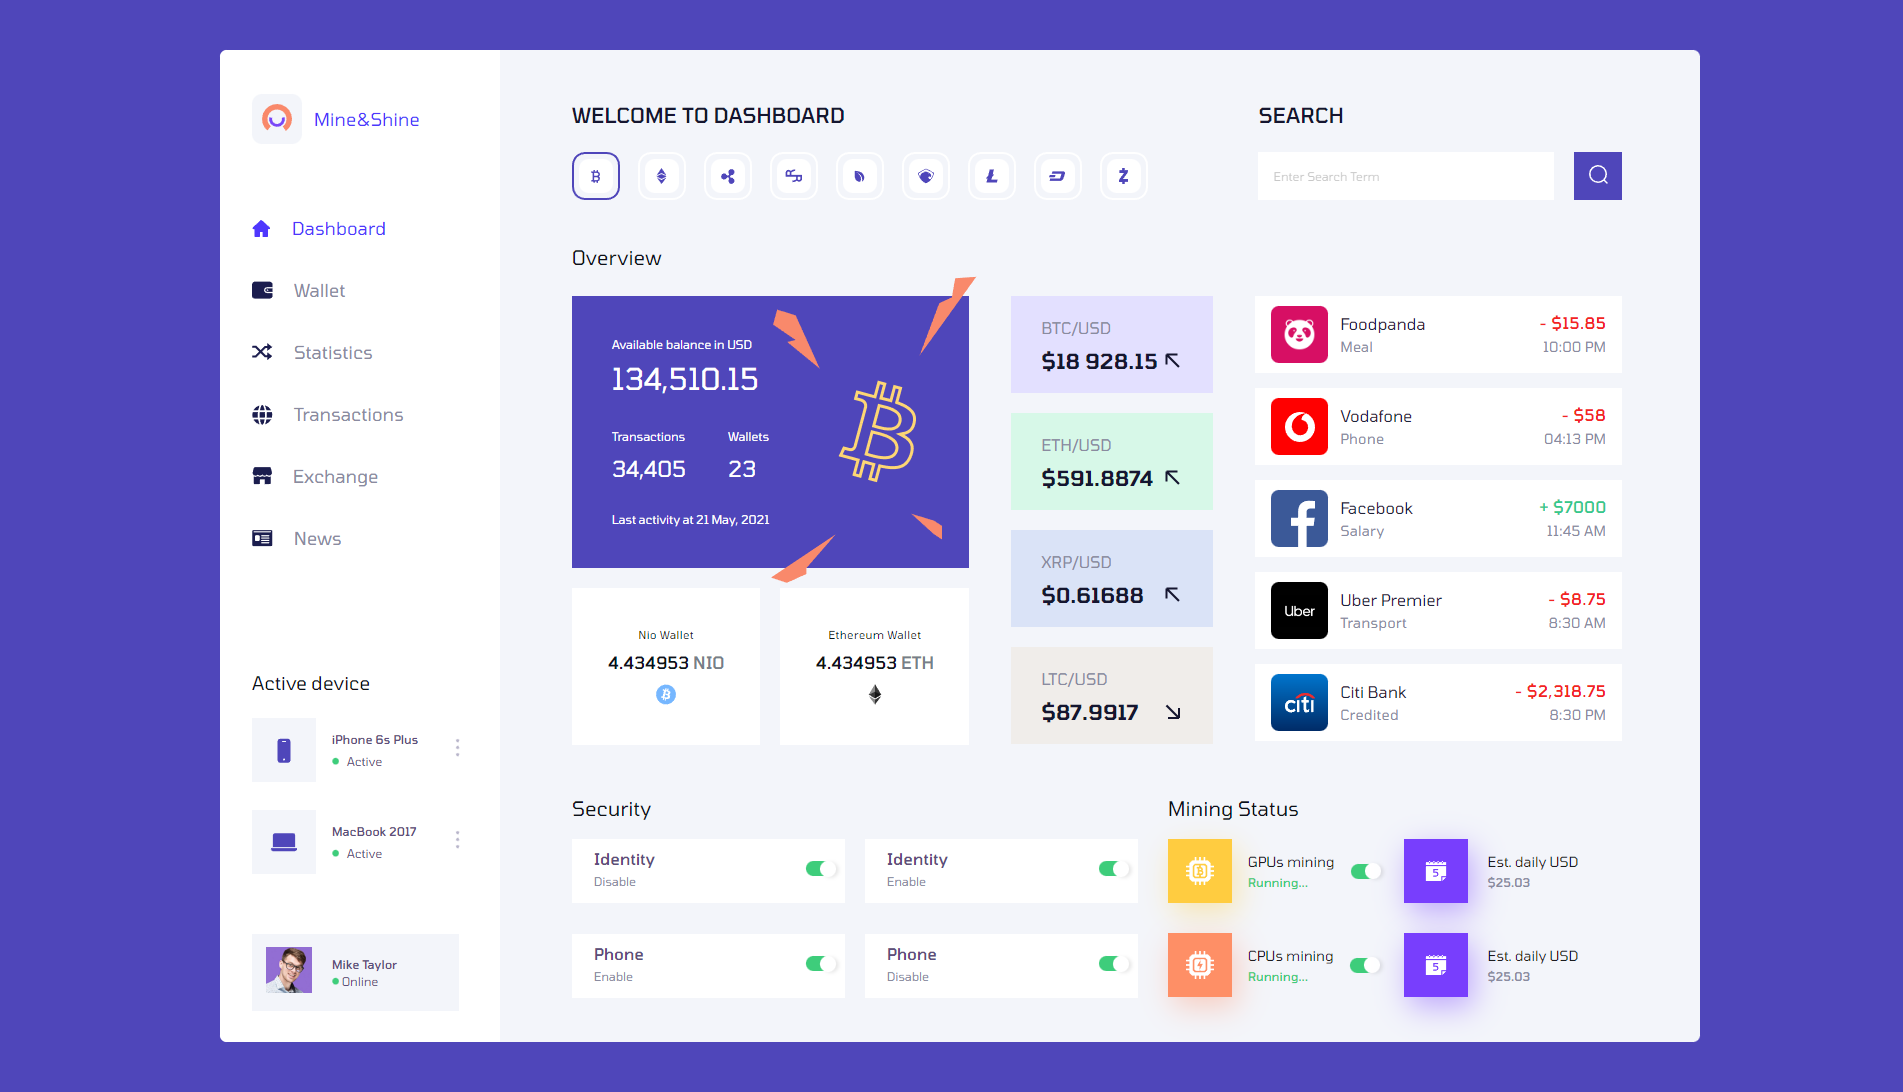 Mine&Shine
Dashboard
Wallet
Statistics
Transactions
Exchange
News
Active device
iPhone 6s Plus
Active
MacBook 2017
Active
Mike Taylor
Online
WELCOME TO DASHBOARD
SEARCH
Enter Search Term
Overview
Available balance in USD
134,510.15
Transactions
34,405
Wallets
23
Last activity at 21 May, 2021
Nio Wallet
4.434953 NIO
Ethereum Wallet
4.434953 ETH
BTC/USD
$18 928.15
ETH/USD
$591.8874
XRP/USD
$0.61688
LTC/USD
$87.9917
Foodpanda
- $15.85
Meal
10:00 PM
Vodafone
- $58
Phone
04:13 PM
Facebook
+ $7000
Salary
11:45 AM
Uber
Uber Premier
- $8.75
Transport
8:30 AM
citi
Citi Bank
- $2,318.75
Credited
8:30 PM
Security
Identity
Disable
Identity
Enable
Phone
Enable
Phone
Disable
Mining Status
GPUs mining
Running...
5
Est. daily USD
$25.03
CPUs mining
Running...
5
Est. daily USD
$25.03